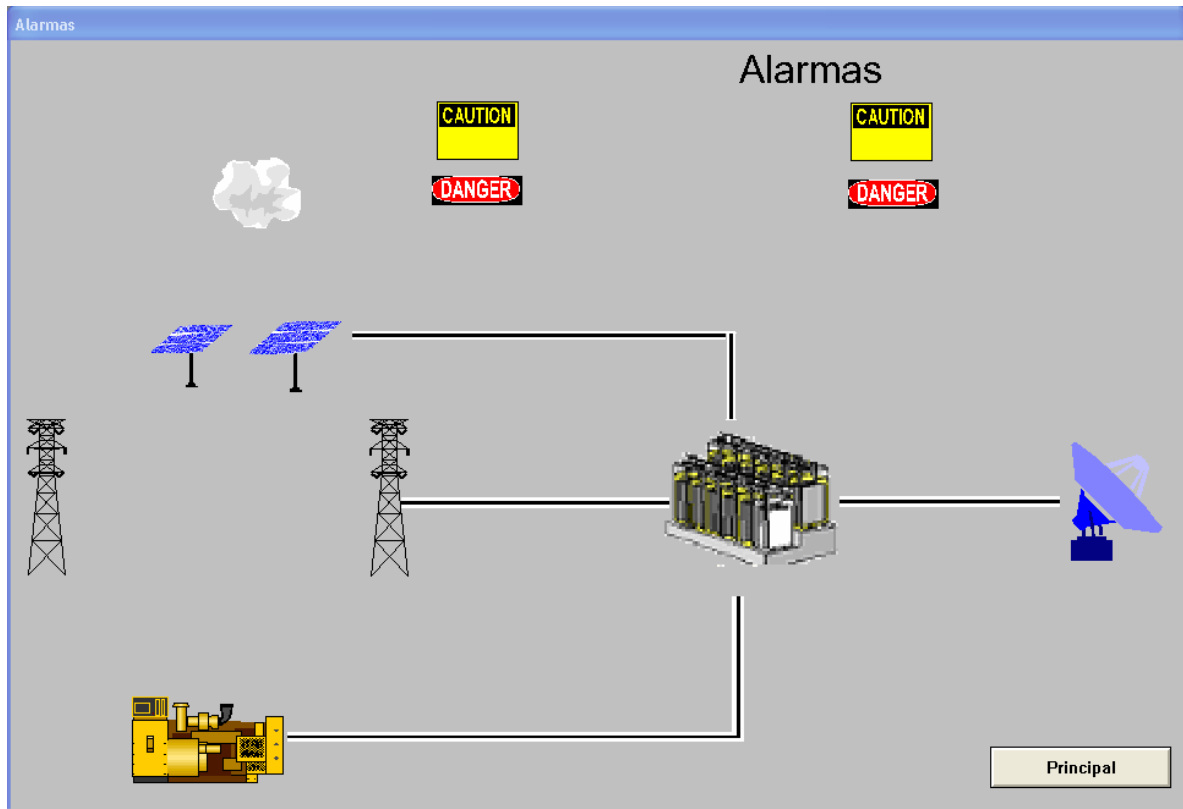 Alarmas
Alarmas
CAUTION
CAUTION
DANGER
DANGER
Principal